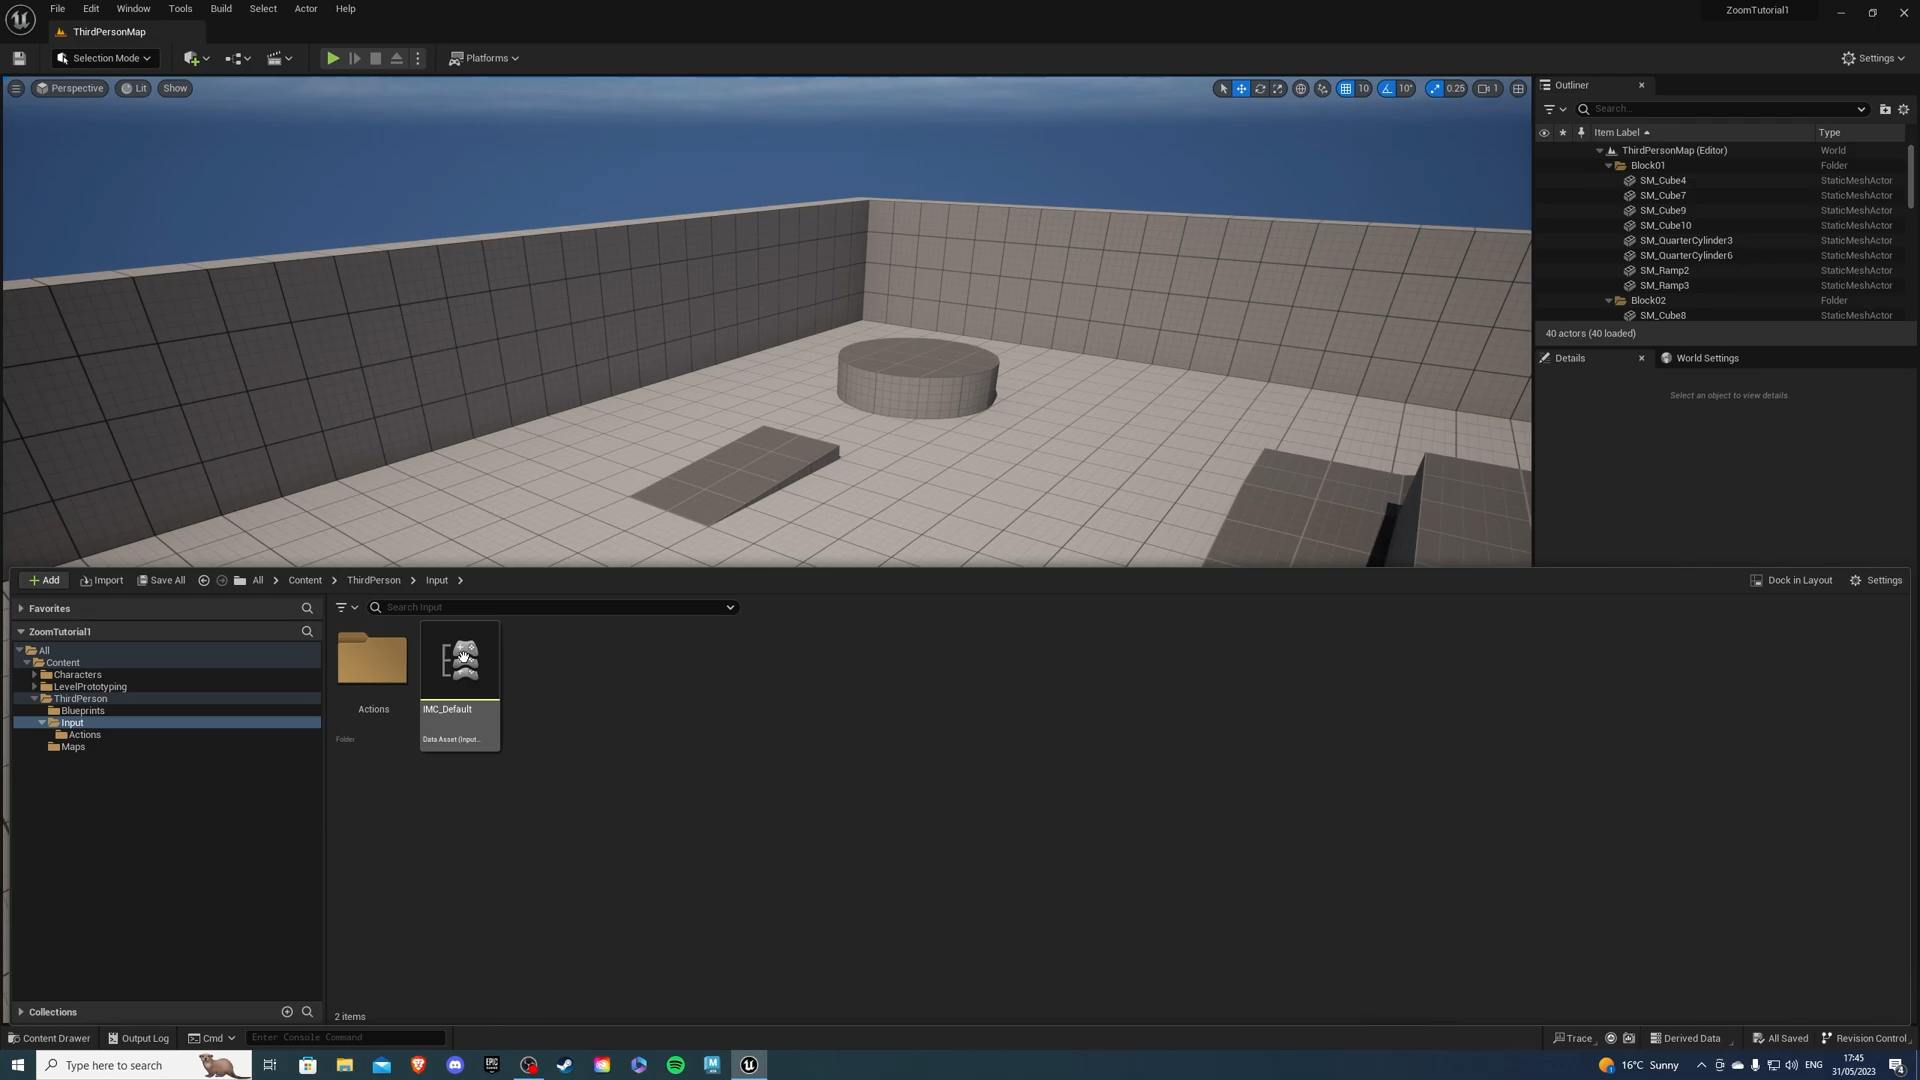 File Edit Window Tools Build Select Actor Help
ZoomTutorial1
ThirdPersonMap
Selection Mode
Platforms
Settings
Perspective
Lit
Show
10
10°
0.25
1
Outliner
Search...
Item Label
Type
ThirdPersonMap (Editor) World
Block01 Folder
SM_Cube4 StaticMeshActor
SM_Cube7 StaticMeshActor
SM_Cube9 StaticMeshActor
SM_Cube10 StaticMeshActor
SM_QuarterCylinder3 StaticMeshActor
SM_QuarterCylinder6 StaticMeshActor
SM_Ramp2 StaticMeshActor
SM_Ramp3 StaticMeshActor
Block02 Folder
SM_Cube8 StaticMeshActor
40 actors (40 loaded)
Details
World Settings
Select an object to view details.
Add
Import
Save All
All
Content
ThirdPerson
Input
Dock in Layout
Settings
Favorites
Search Input
ZoomTutorial1
All
Content
Characters
LevelPrototyping
ThirdPerson
Blueprints
Input
Actions
Maps
Actions
Folder
IMC_Default
Data Asset (Input...
Collections
2 items
Content Drawer
Output Log
Cmd
Enter Console Command
Trace
Derived Data
All Saved
Revision Control
Type here to search
EPIC
16°C Sunny
ENG
17:45
31/05/2023
4